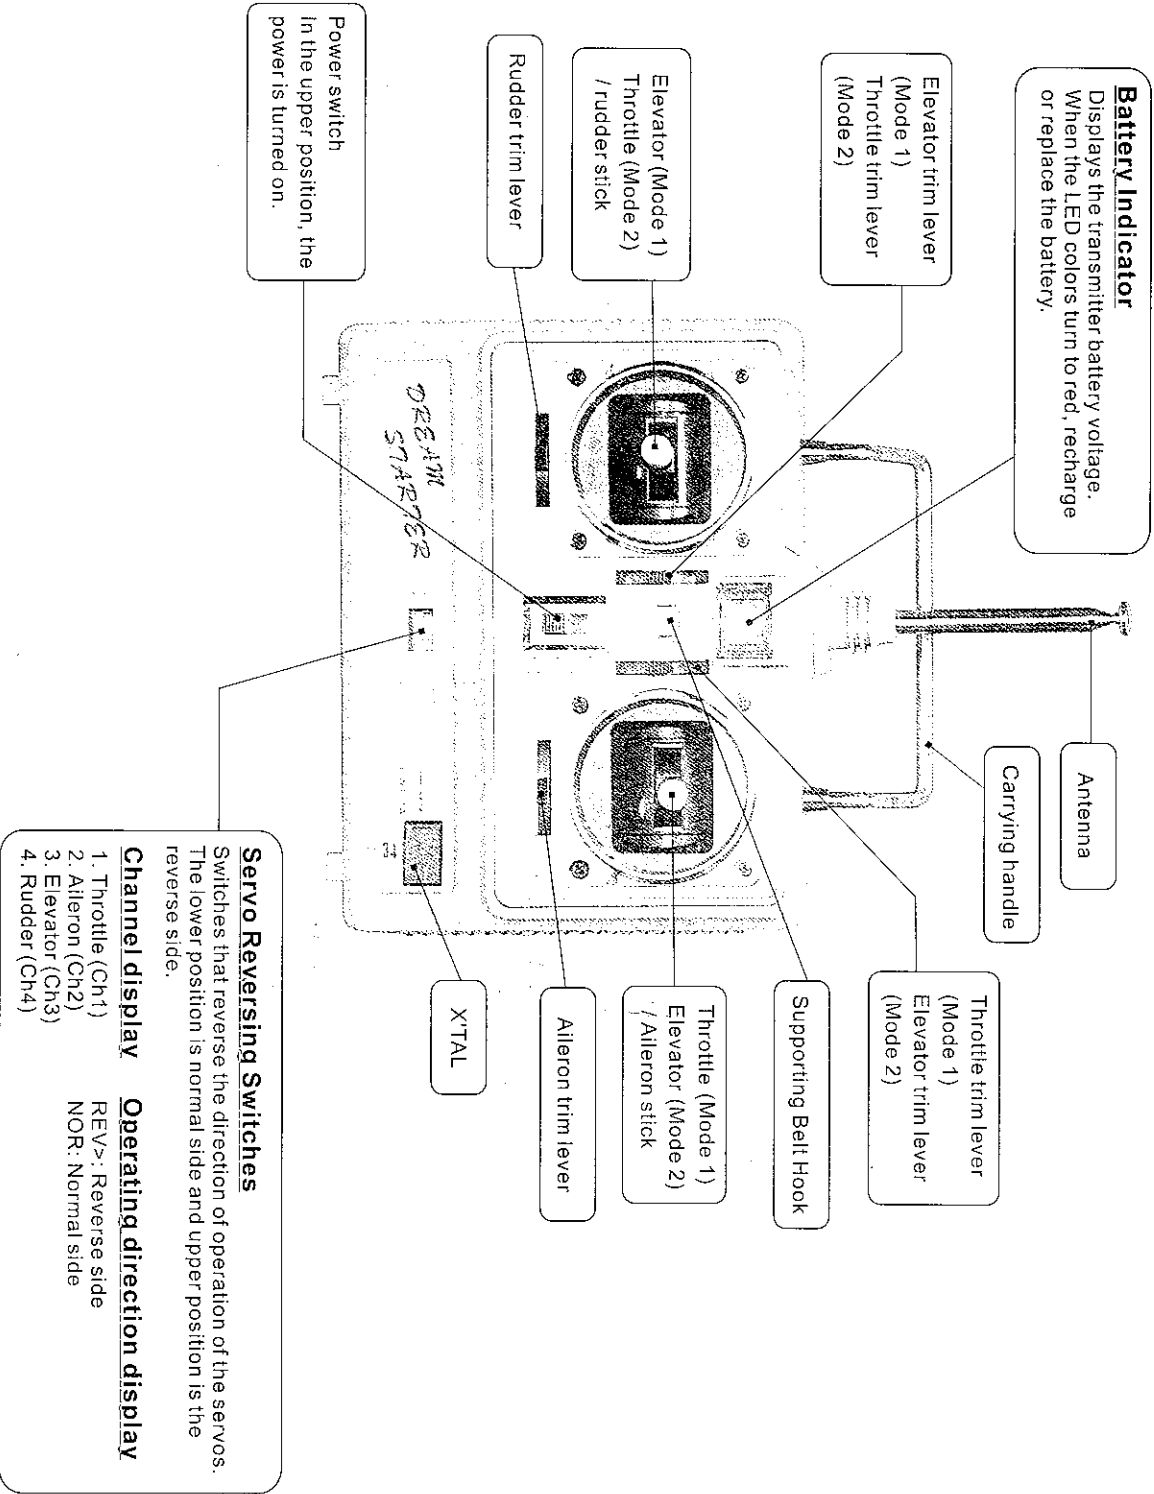 Battery Indicator
Displays the transmitter battery voltage.
When the LED colors turn to red, recharge
or replace the battery.
Elevator trim lever
(Mode 1)
Throttle trim lever
(Mode 2)
Elevator (Mode 1)
Throttle (Mode 2)
/ rudder stick
Rudder trim lever
Power switch
In the upper position, the
power is turned on.
Antenna
Carrying handle
Throttle trim lever
(Mode 1)
Elevator trim lever
(Mode 2)
Supporting Belt Hook
Throttle (Mode 1)
Elevator (Mode 2)
/ Aileron stick
Aileron trim lever
X'TAL
DREAM
STARTER
34
Servo Reversing Switches
Switches that reverse the direction of operation of the servos.
The lower position is normal side and upper position is the
reverse side.
Channel display
1. Throttle (Ch1)
2. Aileron (Ch2)
3. Elevator (Ch3)
4. Rudder (Ch4)
Operating direction display
REV>: Reverse side
NOR: Normal side